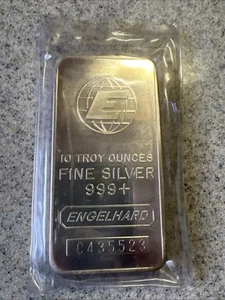 E
10 TROY OUNCES
FINE SILVER
999+
ENGELHARD
C435523